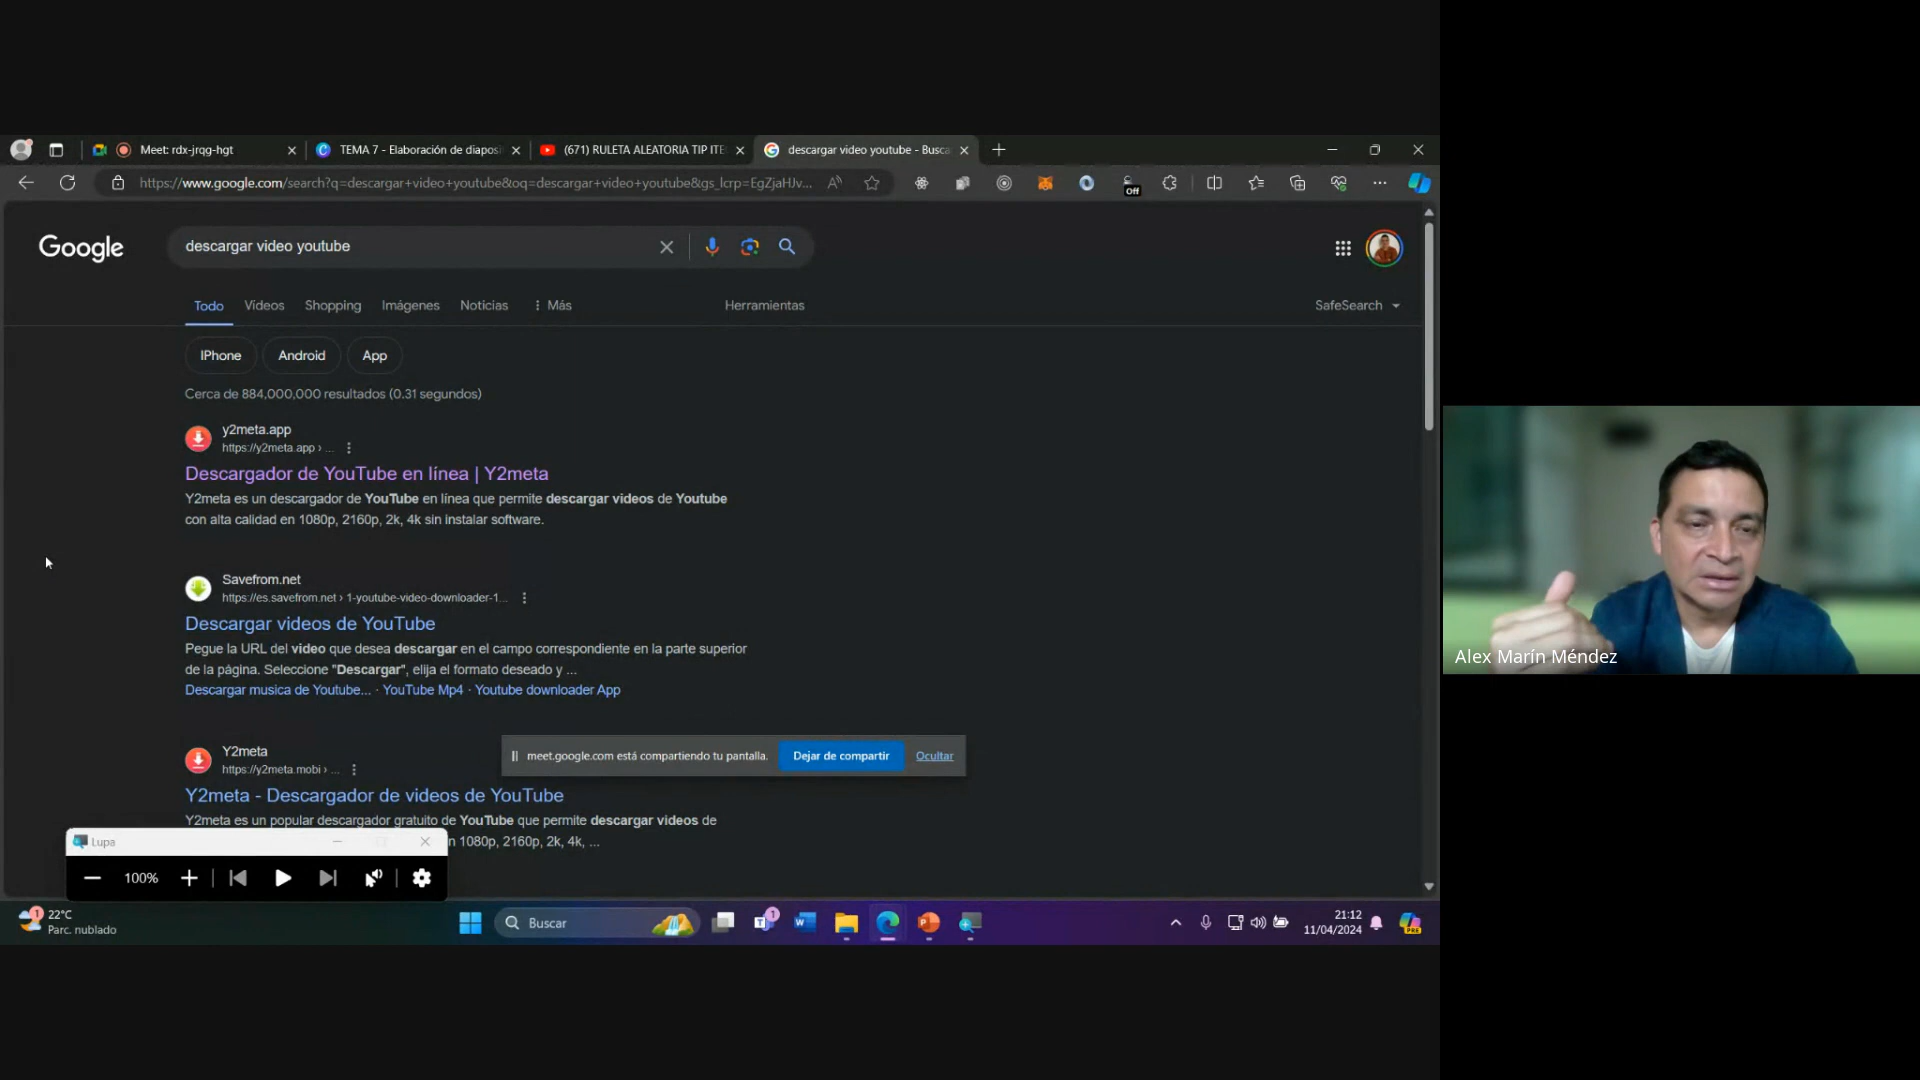 Meet: rdx-jrqg-hgt
TEMA 7 - Elaboración de diapos
(671) RULETA ALEATORIA TIP ITE
descargar video youtube - Busca
https://www.google.com/search?q=descargar+video+youtube&oq=descargar+video+youtube&gs_lcrp=EgZjaHJv...
Off
Google
descargar video youtube
Todo
Videos
Shopping
Imágenes
Noticias
Más
Herramientas
SafeSearch
IPhone
Android
App
Cerca de 884,000,000 resultados (0.31 segundos)
y2meta.app
https://y2meta.app › ...
Descargador de YouTube en línea | Y2meta
Y2meta es un descargador de YouTube en línea que permite descargar videos de Youtube
con alta calidad en 1080p, 2160p, 2k, 4k sin instalar software.
Savefrom.net
https://es.savefrom.net › 1-youtube-video-downloader-1...
Descargar videos de YouTube
Pegue la URL del video que desea descargar en el campo correspondiente en la parte superior
de la página. Seleccione "Descargar", elija el formato deseado y ...
Descargar musica de Youtube... · YouTube Mp4 · Youtube downloader App
Y2meta
https://y2meta.mobi › ...
meet.google.com está compartiendo tu pantalla.
Dejar de compartir
Ocultar
Y2meta - Descargador de videos de YouTube
Y2meta es un popular descargador gratuito de YouTube que permite descargar videos de
n 1080p, 2160p, 2k, 4k, ...
Lupa
100%
Alex Marín Méndez
1
22°C
Parc. nublado
Buscar
1
21:12
11/04/2024
PRE